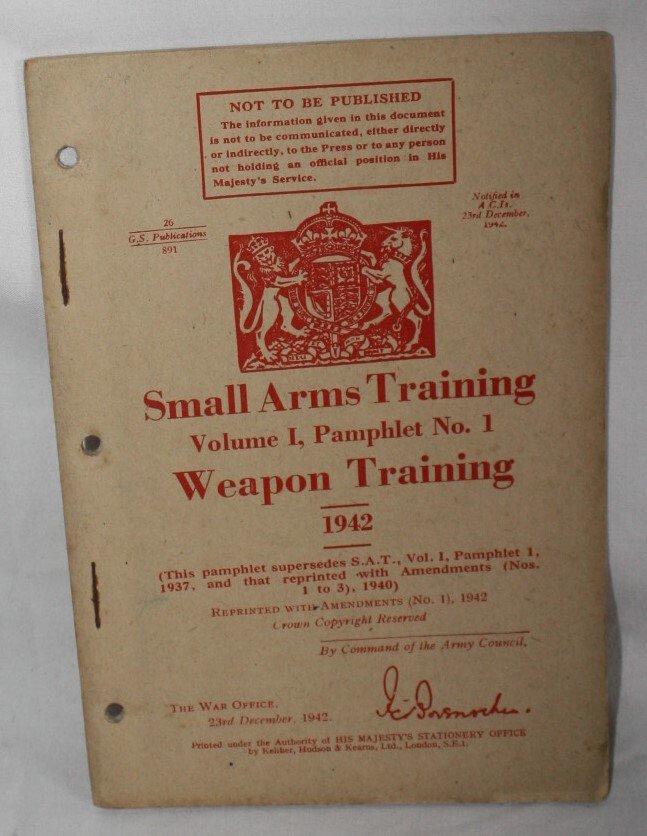 NOT TO BE PUBLISHED
The information given in this document
is not to be communicated, either directly
or indirectly, to the Press or to any person
not holding an official position in His
Majesty's Service.
26
G.S. Publications
891
Notified in
A.C.Is.
23rd December,
1942.
Small Arms Training
Volume I, Pamphlet No. 1
Weapon Training
1942
(This pamphlet supersedes S.A.T., Vol. I, Pamphlet 1,
1937, and that reprinted with Amendments (Nos.
1 to 3), 1940)
REPRINTED WITH AMENDMENTS (No. 1), 1942
Crown Copyright Reserved
By Command of the Army Council,
THE WAR OFFICE,
23rd December, 1942.
Printed under the Authority of HIS MAJESTY'S STATIONERY OFFICE
by Keliher, Hudson & Kearns, Ltd., London, S.E.1.